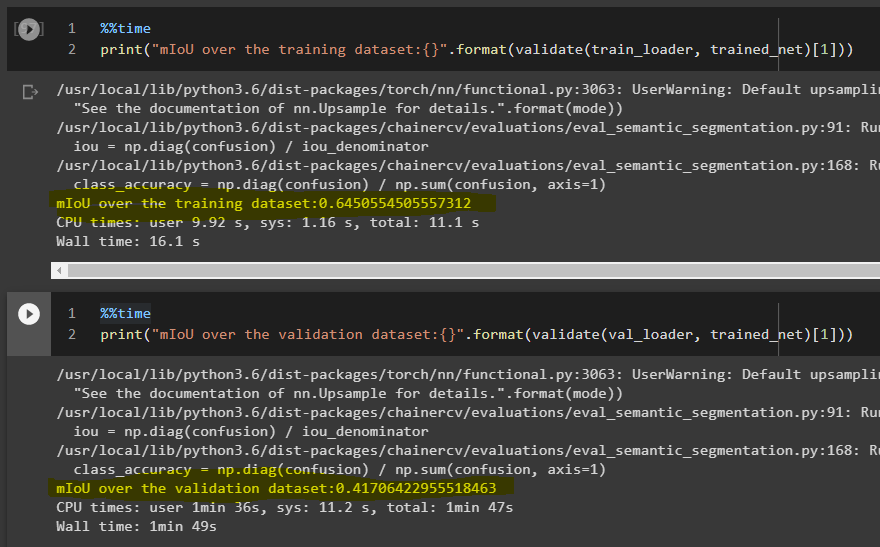 1 %%time
2 print("mIoU over the training dataset:{}".format(validate(train_loader, trained_net)[1]))
/usr/local/lib/python3.6/dist-packages/torch/nn/functional.py:3063: UserWarning: Default
"See the documentation of nn.Upsample for details.".format(mode))
/usr/local/lib/python3.6/dist-packages/chainercv/evaluations/eval_semantic_segmentation.py:91:
iou = np.diag(confusion) / iou_denominator
/usr/local/lib/python3.6/dist-packages/chainercv/evaluations/eval_semantic_segmentation.py:168:
class_accuracy = np.diag(confusion) / np.sum(confusion, axis=1)
mIoU over the training dataset:0.6450554505557312
CPU times: user 9.92 s, sys: 1.16 s, total: 11.1 s
Wall time: 16.1 s
1 %%time
2 print("mIoU over the validation dataset:{}".format(validate(val_loader, trained_net)[1]))
/usr/local/lib/python3.6/dist-packages/torch/nn/functional.py:3063: UserWarning: Default
"See the documentation of nn.Upsample for details.".format(mode))
/usr/local/lib/python3.6/dist-packages/chainercv/evaluations/eval_semantic_segmentation.py:91:
iou = np.diag(confusion) / iou_denominator
/usr/local/lib/python3.6/dist-packages/chainercv/evaluations/eval_semantic_segmentation.py:168:
class_accuracy = np.diag(confusion) / np.sum(confusion, axis=1)
mIoU over the validation dataset:0.41706422955518463
CPU times: user 1min 36s, sys: 11.2 s, total: 1min 47s
Wall time: 1min 49s